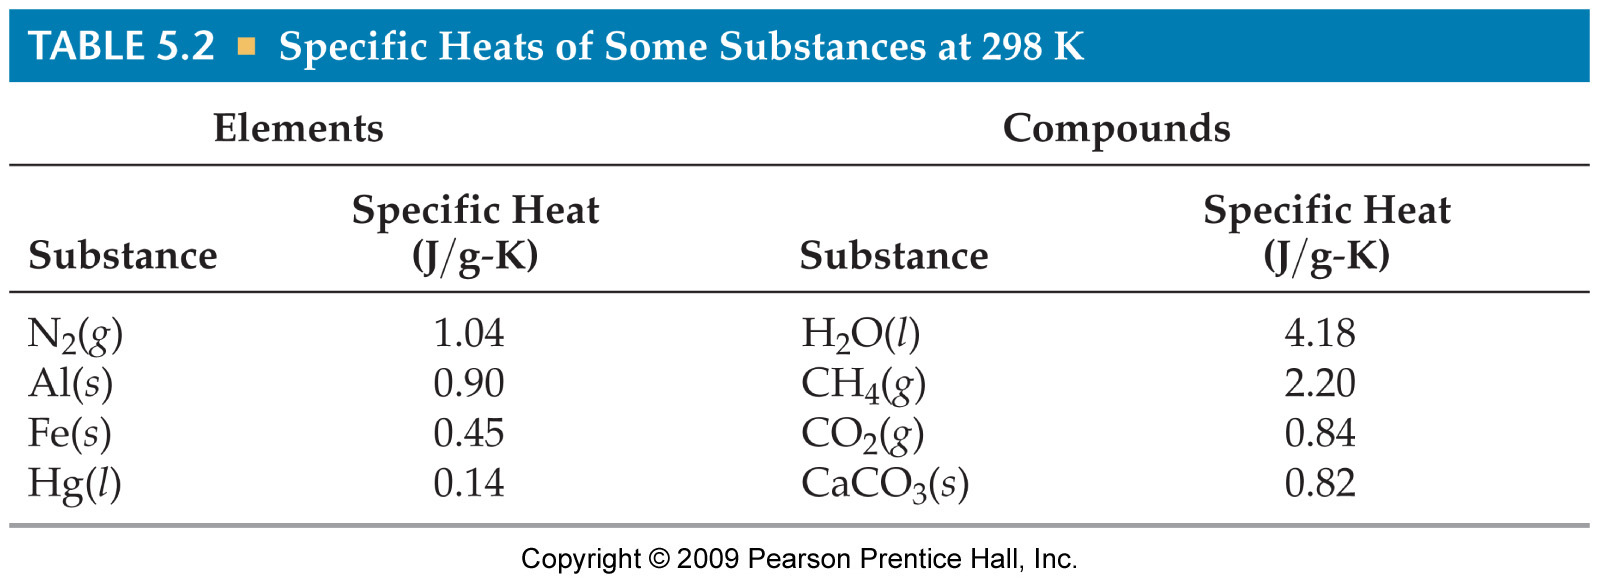 TABLE 5.2 ■ Specific Heats of Some Substances at 298 K
Elements Compounds
Specific Heat Specific Heat
Substance (J/g-K) Substance (J/g-K)
N₂(g) 1.04 H₂O(l) 4.18
Al(s) 0.90 CH₄(g) 2.20
Fe(s) 0.45 CO₂(g) 0.84
Hg(l) 0.14 CaCO₃(s) 0.82
Copyright © 2009 Pearson Prentice Hall, Inc.